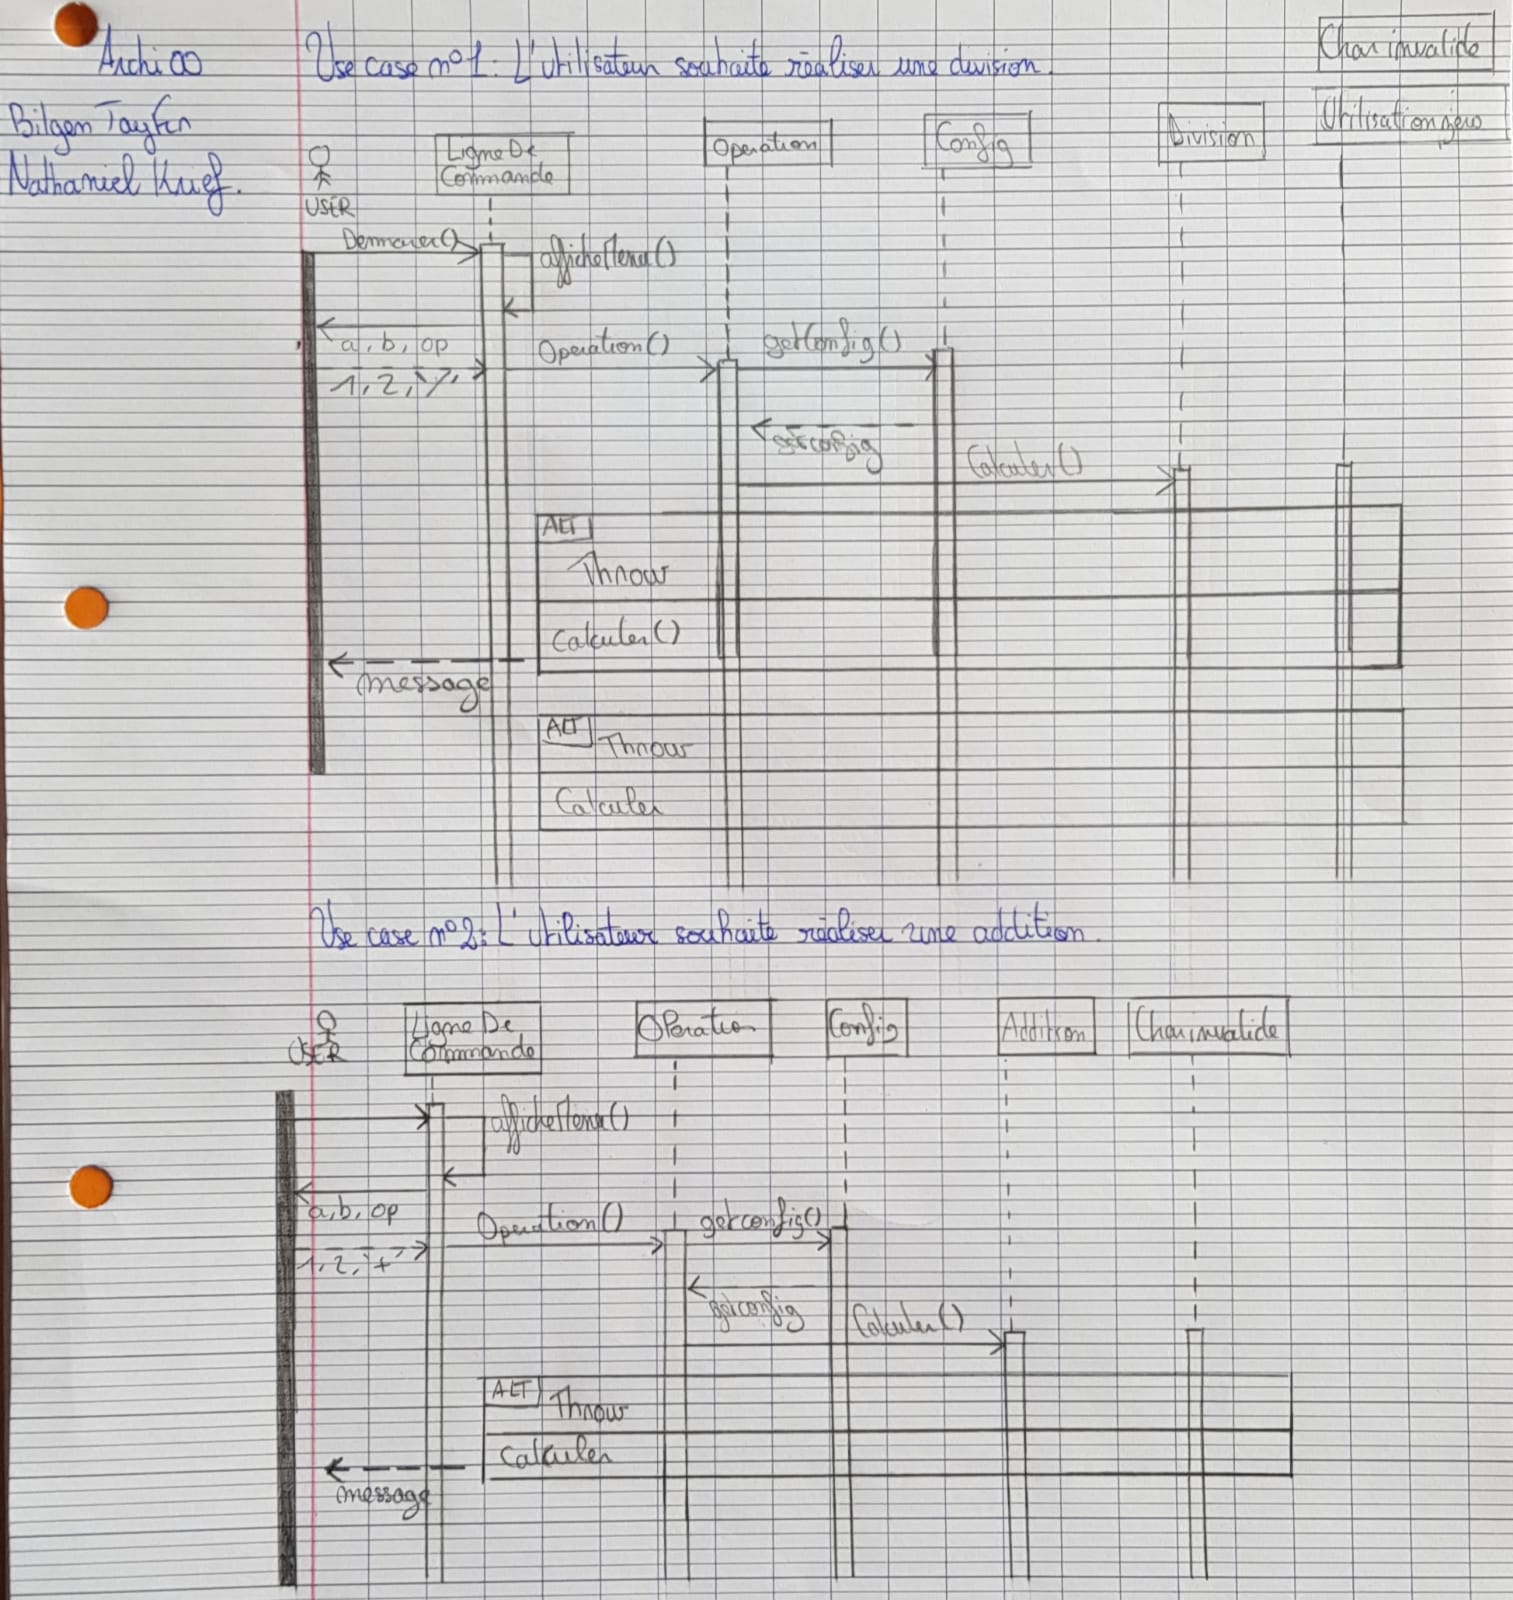 Archi OO
Use case n°1: L'utilisateur souhaite réaliser une division.
Char invalide
Bilgen Tayfen
Nathaniel Krief.
USER
Ligne De
Commande
Operation
Config
Division
Utilisation
Demarrer()
afficheMenu()
a, b, op
1, 2, '/'
Operation()
getConfig()
getconfig
Calculer()
ALT
Throw
Calculer()
message
ALT
Throw
Calculer
Use case n°2: L'utilisateur souhaite réaliser une addition.
USER
Ligne De
Commande
Operation
Config
Addition
Char invalide
afficheMenu()
a, b, op
1, 2, '+'
Operation()
getconfig()
getconfig
Calculer()
ALT
Throw
Calculer
message